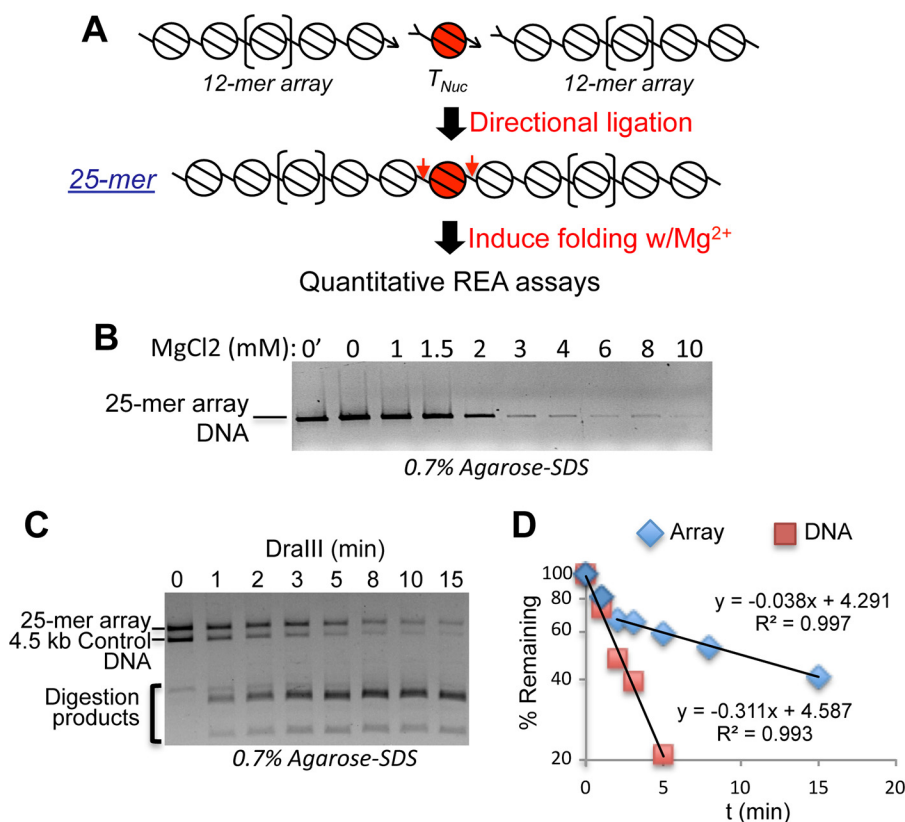 A
12-mer array
T_Nuc
12-mer array
Directional ligation
25-mer
Induce folding w/Mg²⁺
Quantitative REA assays
B
MgCl2 (mM): 0' 0 1 1.5 2 3 4 6 8 10
25-mer array
DNA
0.7% Agarose-SDS
C
DraIII (min)
0 1 2 3 5 8 10 15
25-mer array
4.5 kb Control
DNA
Digestion
products
0.7% Agarose-SDS
D
Array DNA
100
80
60
40
20
% Remaining
y = -0.038x + 4.291
R² = 0.997
y = -0.311x + 4.587
R² = 0.993
0 5 10 15 20
t (min)